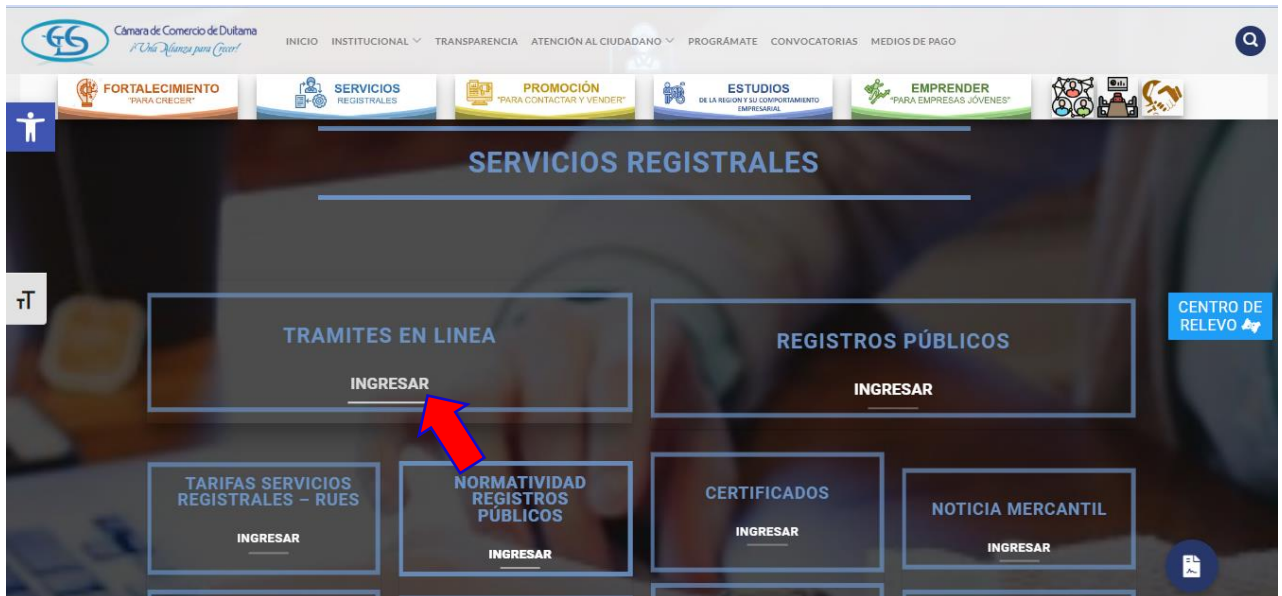 Cámara de Comercio de Duitama
¡Una Alianza para Crecer!
INICIO INSTITUCIONAL TRANSPARENCIA ATENCIÓN AL CIUDADANO PROGRÁMATE CONVOCATORIAS MEDIOS DE PAGO
FORTALECIMIENTO
"PARA CRECER"
SERVICIOS
REGISTRALES
PROMOCIÓN
"PARA CONTACTAR Y VENDER"
ESTUDIOS
DE LA REGION Y SU COMPORTAMIENTO
EMPRESARIAL
EMPRENDER
"PARA EMPRESAS JÓVENES"
SERVICIOS REGISTRALES
TT
CENTRO DE
RELEVO
TRAMITES EN LINEA
INGRESAR
REGISTROS PÚBLICOS
INGRESAR
TARIFAS SERVICIOS
REGISTRALES – RUES
INGRESAR
NORMATIVIDAD
REGISTROS
PÚBLICOS
INGRESAR
CERTIFICADOS
INGRESAR
NOTICIA MERCANTIL
INGRESAR